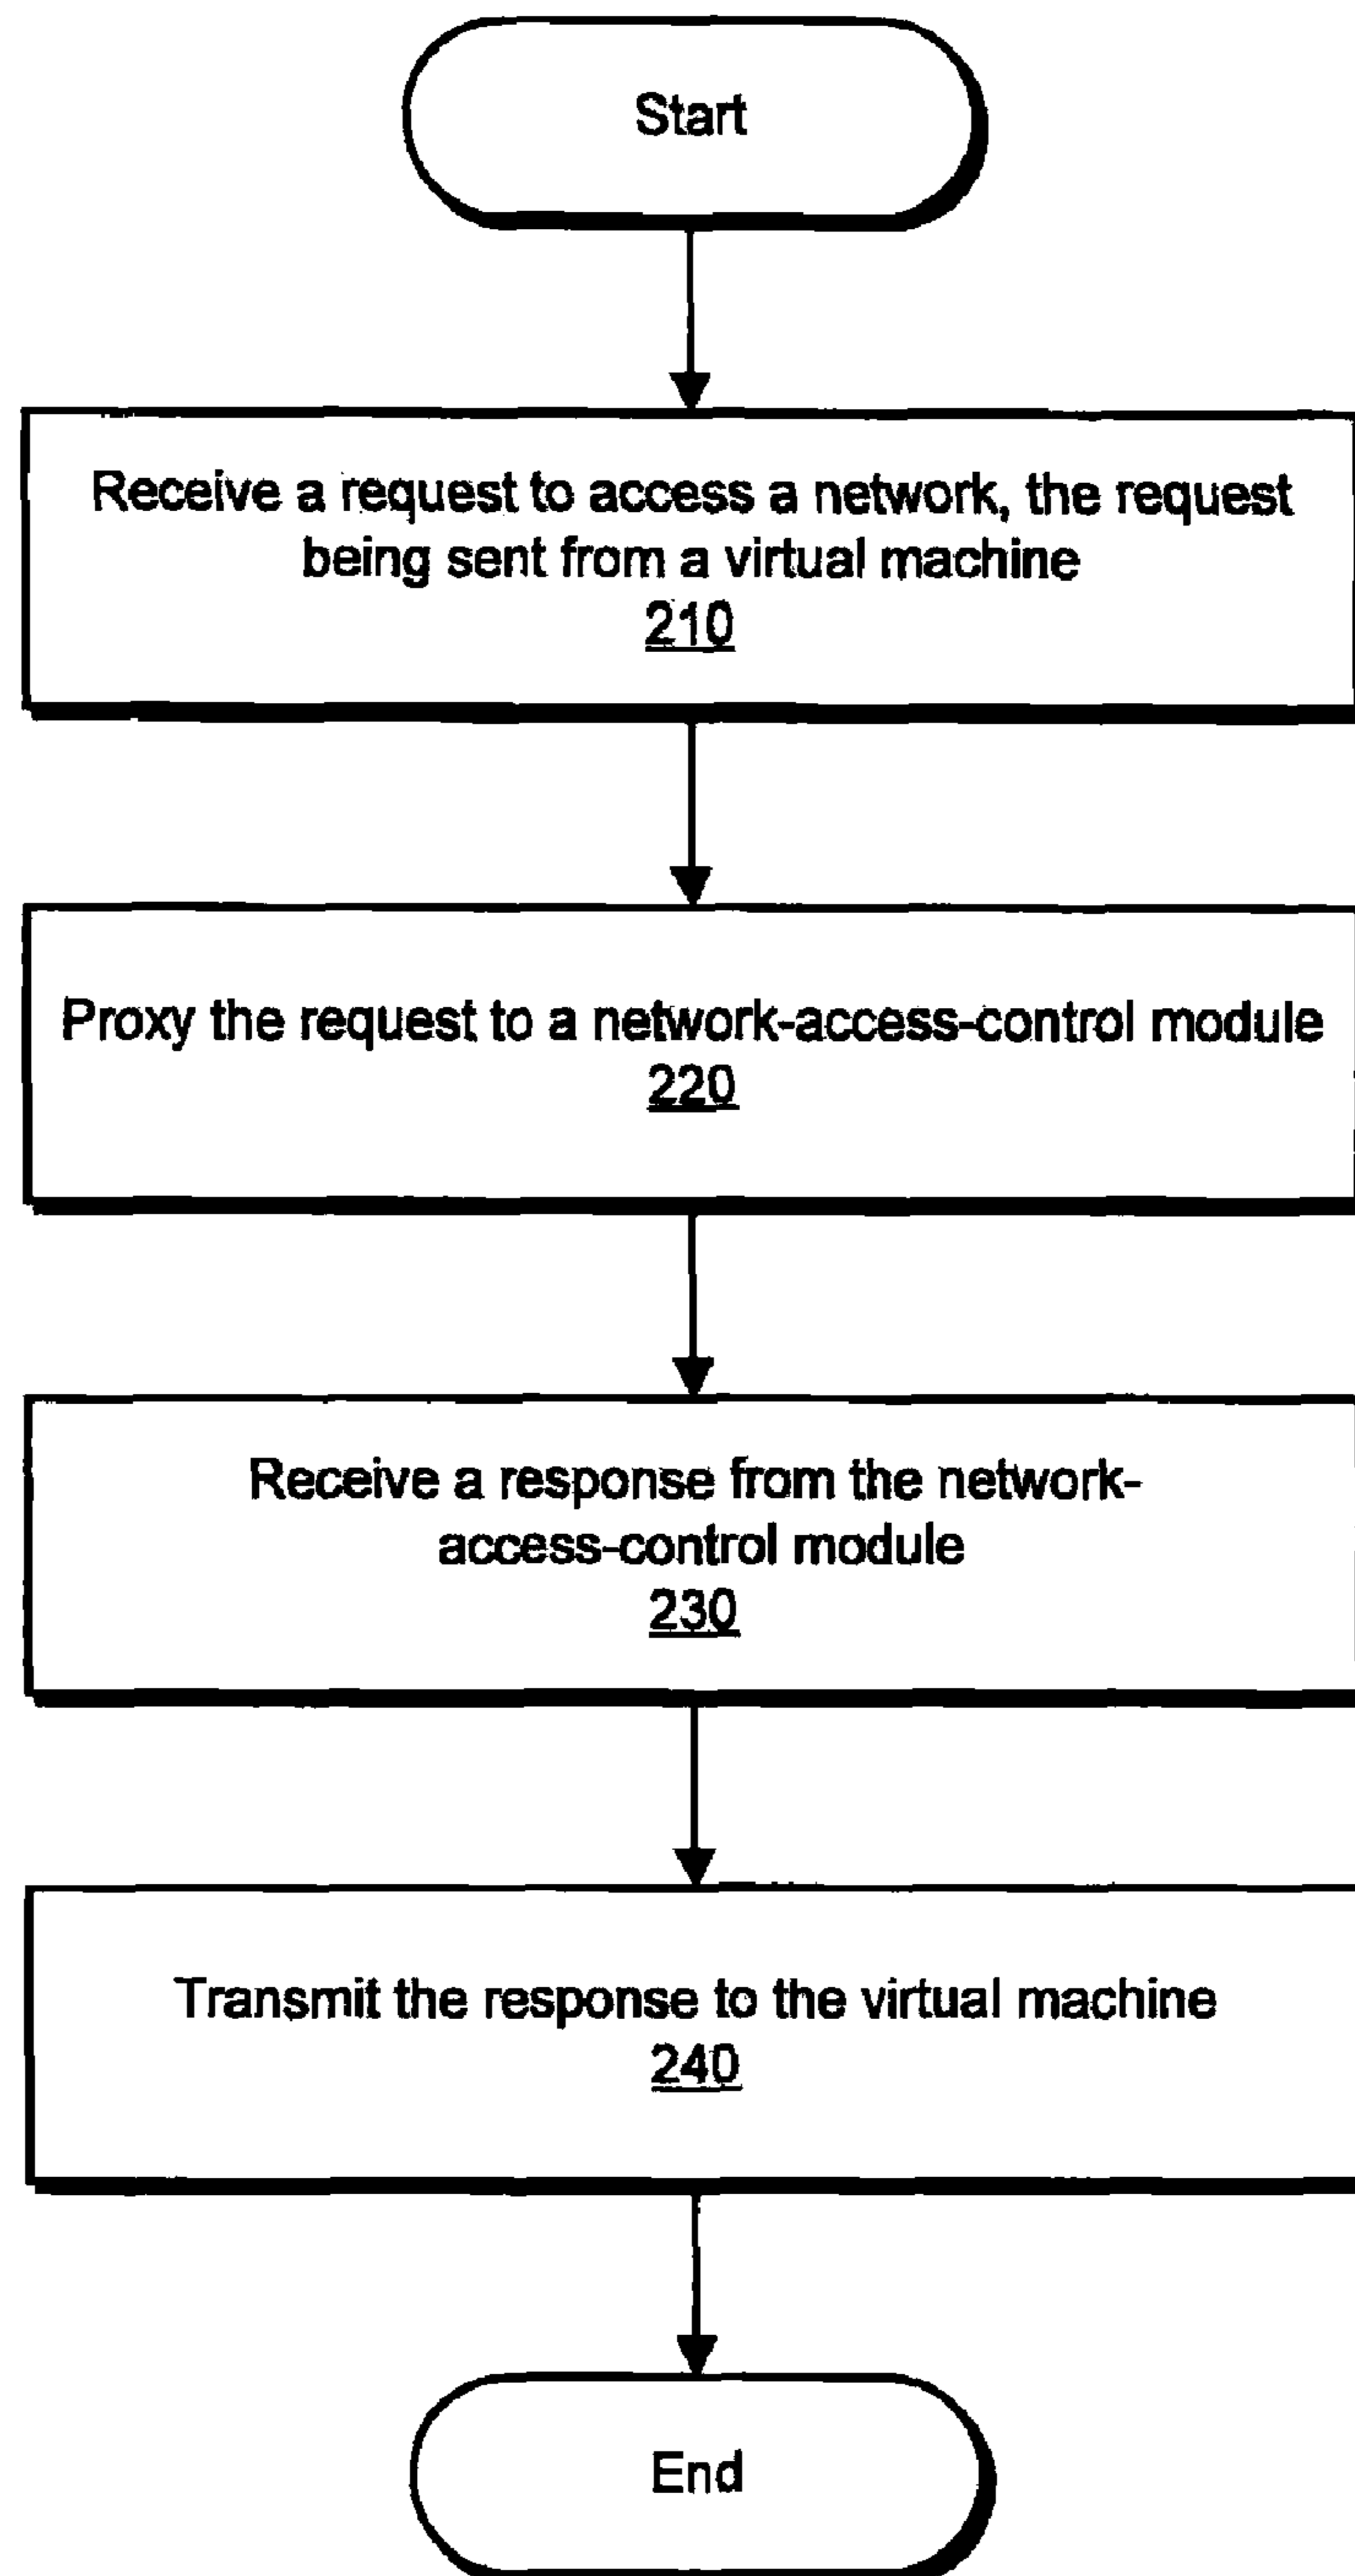 Start
Receive a request to access a network, the request
being sent from a virtual machine
210
Proxy the request to a network-access-control module
220
Receive a response from the network-
access-control module
230
Transmit the response to the virtual machine
240
End